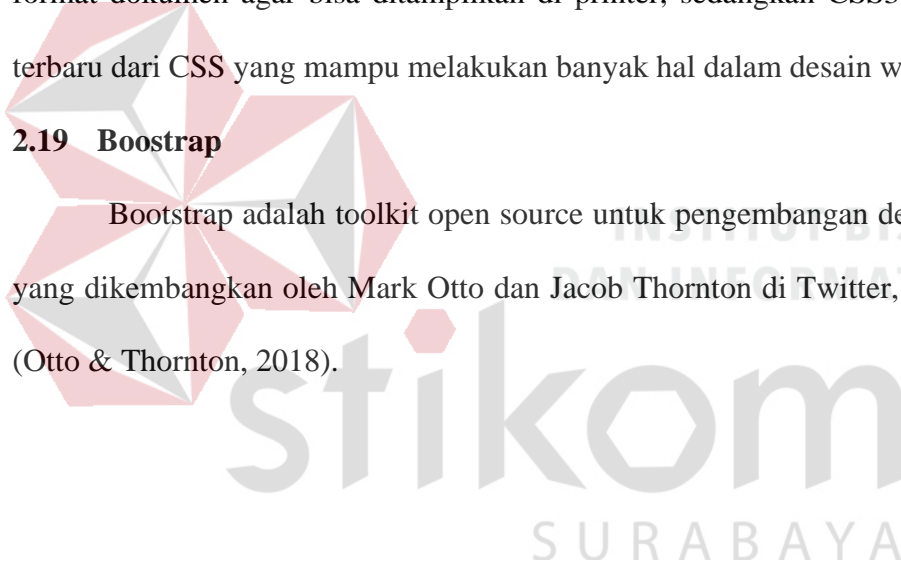 format dokumen agar bisa ditampilkan di printer, sedangkan CSS3
terbaru dari CSS yang mampu melakukan banyak hal dalam desain w
2.19 Boostrap
Bootstrap adalah toolkit open source untuk pengembangan de
INSTITUT BI
yang dikembangkan oleh Mark Otto dan Jacob Thornton di Twitter,
DAN INFORMA
(Otto & Thornton, 2018).
stikom
SURABAYA